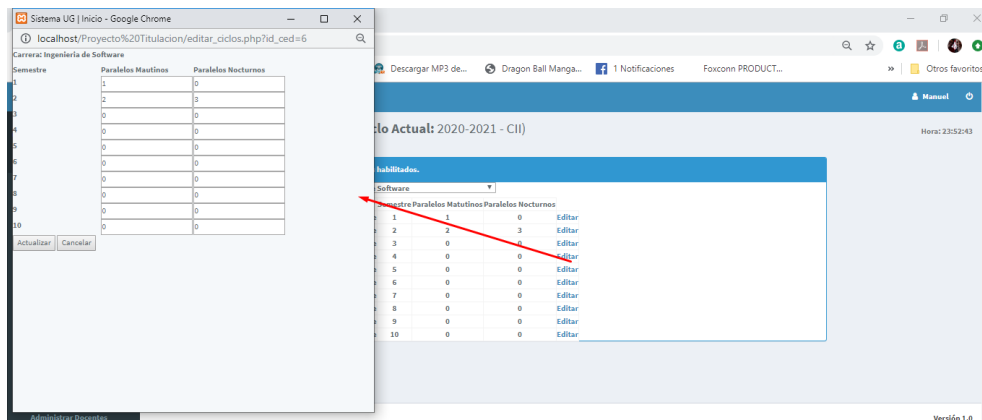 Sistema UG | Inicio - Google Chrome
localhost/Proyecto%20Titulacion/editar_ciclos.php?id_ced=6
Carrera: Ingenieria de Software
Semestre Paralelos Mautinos Paralelos Nocturnos
1 1 0
2 2 3
3 0 0
4 0 0
5 0 0
6 0 0
7 0 0
8 0 0
9 0 0
10 0 0
Actualizar Cancelar
Descargar MP3 de... Dragon Ball Manga... 1 Notificaciones Foxconn PRODUCT... » Otros favoritos
Manuel
Actual: 2020-2021 - CII)
Hora: 23:52:43
habilitados.
Software
Semestre Paralelos Matutinos Paralelos Nocturnos
1 1 0 Editar
2 2 3 Editar
3 0 0 Editar
4 0 0 Editar
5 0 0 Editar
6 0 0 Editar
7 0 0 Editar
8 0 0 Editar
9 0 0 Editar
10 0 0 Editar
Administrar Docentes
Versión 1.0